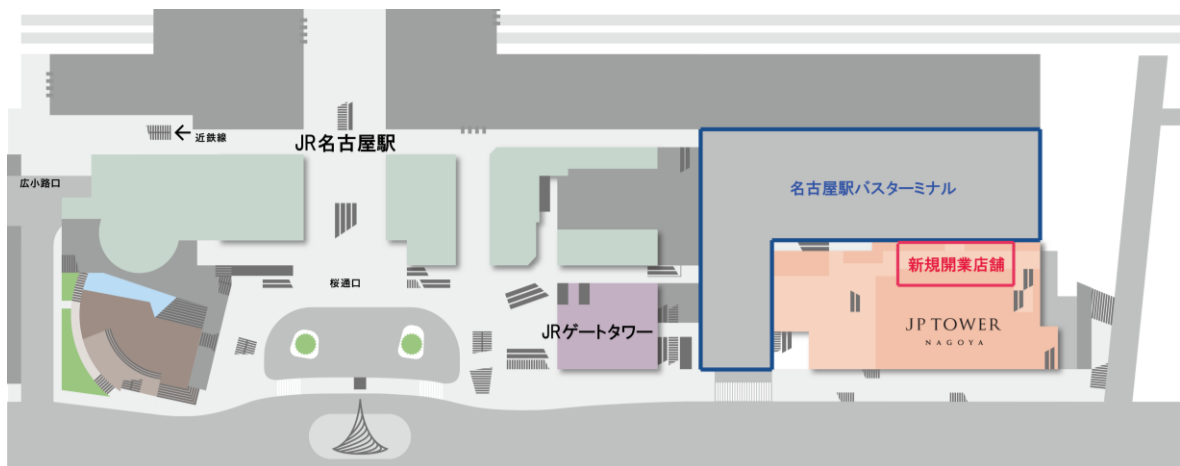 ← 近鉄線
JR名古屋駅
広小路口
名古屋駅バスターミナル
新規開業店舗
桜通口
JRゲートタワー
JP TOWER
NAGOYA